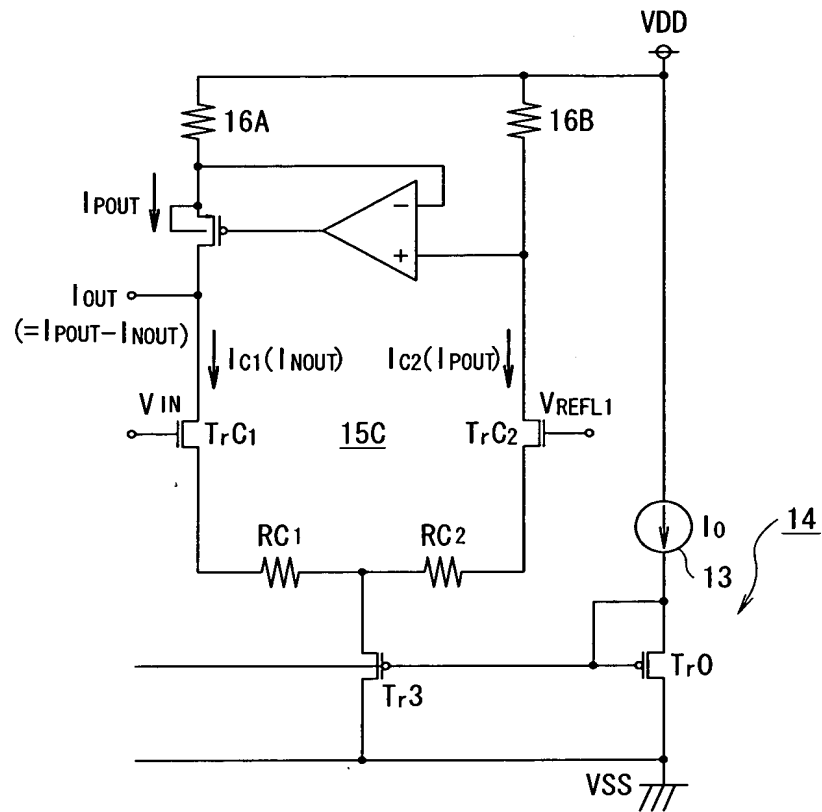 VDD
16A
16B
IPOUT
−
+
IOUT
(=IPOUT−INOUT)
IC1(INOUT)
IC2(IPOUT)
VIN
VREFL1
TrC1
15C
TrC2
I0
14
RC1
RC2
13
Tr3
Tr0
VSS